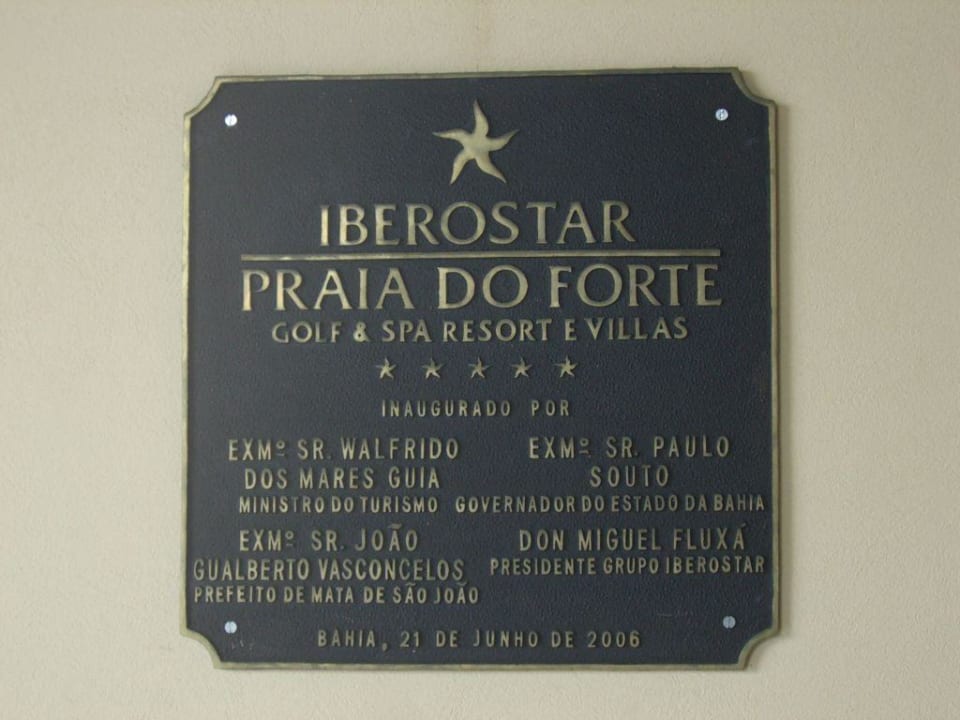 IBEROSTAR
PRAIA DO FORTE
GOLF & SPA RESORT E VILLAS
INAUGURADO POR
EXMº SR. WALFRIDO
DOS MARES GUIA
MINISTRO DO TURISMO
EXMº SR. PAULO
SOUTO
GOVERNADOR DO ESTADO DA BAHIA
EXMº SR. JOÃO
GUALBERTO VASCONCELOS
PREFEITO DE MATA DE SÃO JOÃO
DON MIGUEL FLUXÁ
PRESIDENTE GRUPO IBEROSTAR
BAHIA, 21 DE JUNHO DE 2006